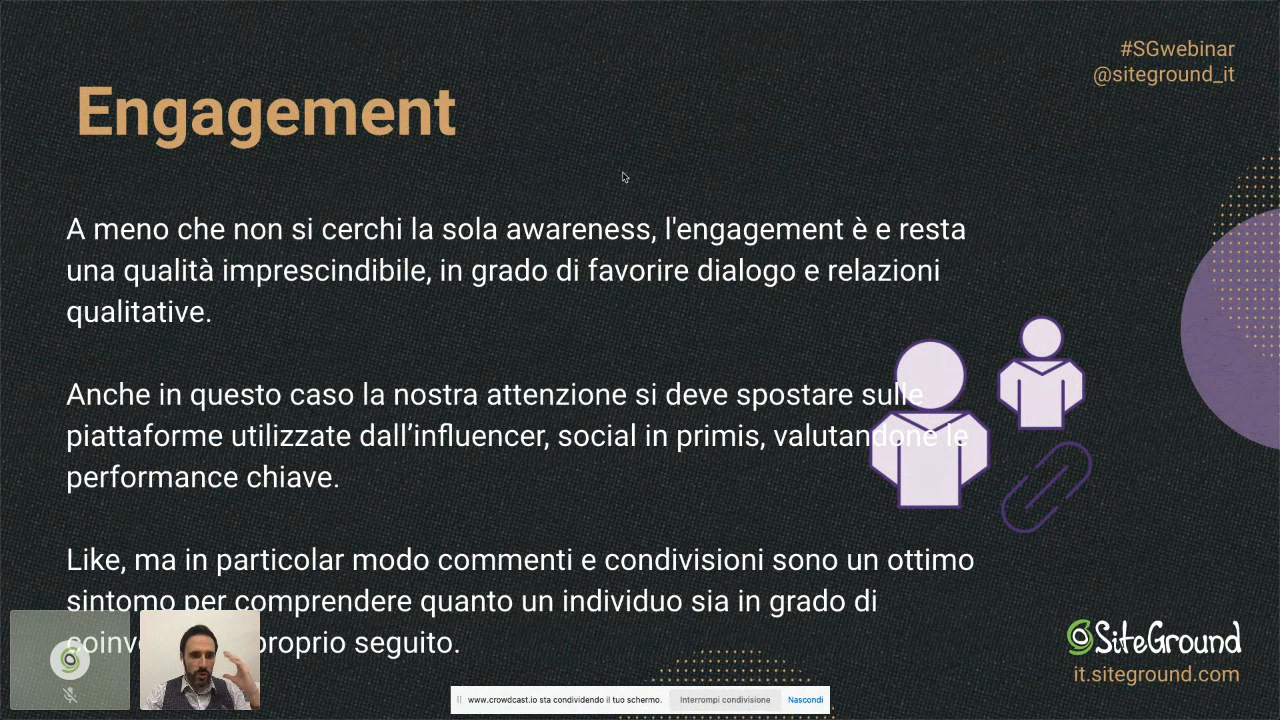 #SGwebinar
@siteground_it
Engagement
A meno che non si cerchi la sola awareness, l'engagement è e resta
una qualità imprescindibile, in grado di favorire dialogo e relazioni
qualitative.
Anche in questo caso la nostra attenzione si deve spostare sulle
piattaforme utilizzate dall’influencer, social in primis, valutandone le
performance chiave.
Like, ma in particolar modo commenti e condivisioni sono un ottimo
sintomo per comprendere quanto un individuo sia in grado di
proprio seguito.
SiteGround
it.siteground.com
www.crowdcast.io sta condividendo il tuo schermo. Interrompi condivisione Nascondi